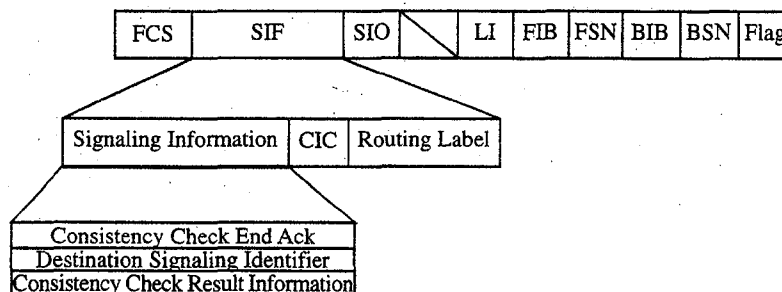 FCS SIF SIO LI FIB FSN BIB BSN Flag
Signaling Information CIC Routing Label
Consistency Check End Ack
Destination Signaling Identifier
Consistency Check Result Information